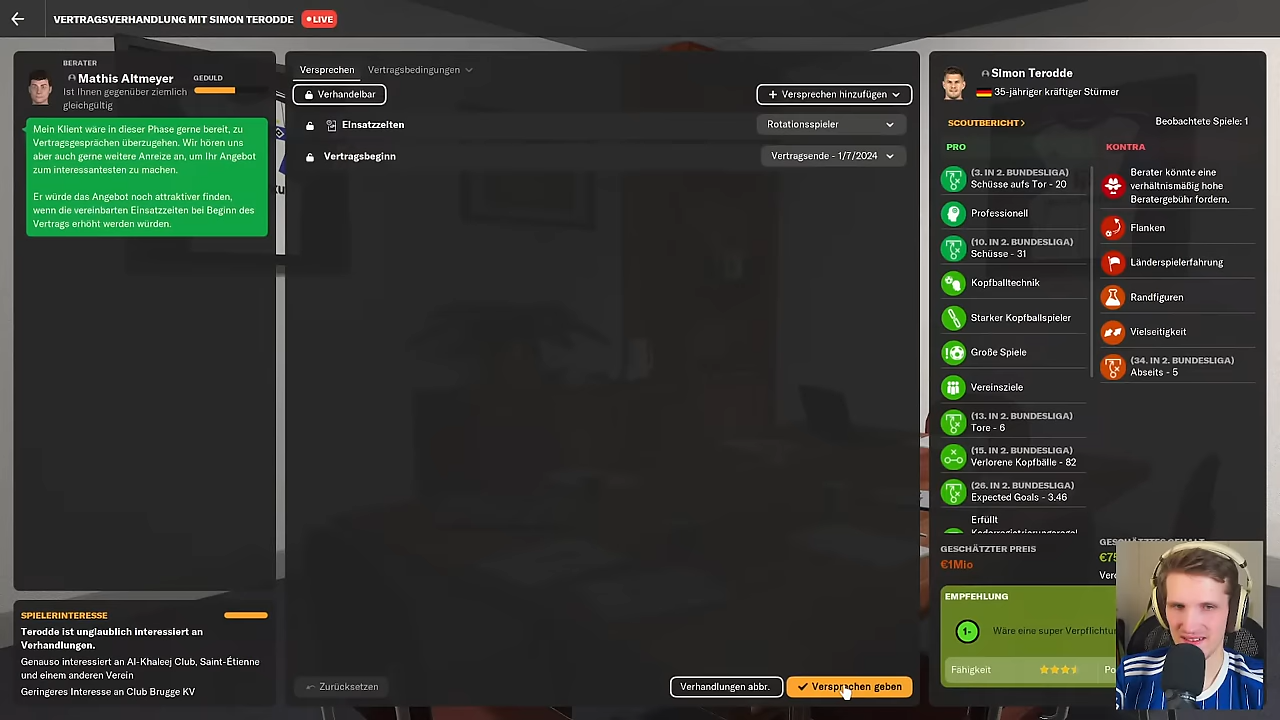 VERTRAGSVERHANDLUNG MIT SIMON TERODDE
LIVE
BERATER
Mathis Altmeyer
Ist Ihnen gegenüber ziemlich
gleichgültig
GEDULD
Mein Klient wäre in dieser Phase gerne bereit, zu
Vertragsgesprächen überzugehen. Wir hören uns
aber auch gerne weitere Anreize an, um Ihr Angebot
zum interessantesten zu machen.
Er würde das Angebot noch attraktiver finden,
wenn die vereinbarten Einsatzzeiten bei Beginn des
Vertrags erhöht werden würden.
SPIELERINTERESSE
Terodde ist unglaublich interessiert an
Verhandlungen.
Genauso interessiert an Al-Khaleej Club, Saint-Étienne
und einem anderen Verein
Geringeres Interesse an Club Brugge KV
Versprechen
Vertragsbedingungen
Verhandelbar
Versprechen hinzufügen
Einsatzzeiten
Rotationsspieler
Vertragsbeginn
Vertragsende - 1/7/2024
Zurücksetzen
Verhandlungen abbr.
Versprechen geben
Simon Terodde
35-jähriger kräftiger Stürmer
SCOUTBERICHT
Beobachtete Spiele: 1
PRO
(3. IN 2. BUNDESLIGA)
Schüsse aufs Tor - 20
Professionell
(10. IN 2. BUNDESLIGA)
Schüsse - 31
Kopfballtechnik
Starker Kopfballspieler
Große Spiele
Vereinsziele
(13. IN 2. BUNDESLIGA)
Tore - 6
(15. IN 2. BUNDESLIGA)
Verlorene Kopfbälle - 82
(26. IN 2. BUNDESLIGA)
Expected Goals - 3.46
Erfüllt
KONTRA
Berater könnte eine
verhältnismäßig hohe
Beratergebühr fordern.
Flanken
Länderspielerfahrung
Randfiguren
Vielseitigkeit
(34. IN 2. BUNDESLIGA)
Abseits - 5
GESCHÄTZTER PREIS
€1Mio
EMPFEHLUNG
1-
Wäre eine super Verpflichtu
Fähigkeit
Po